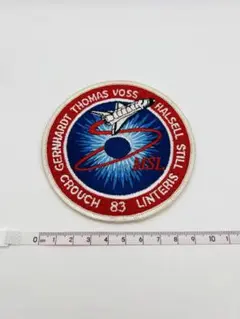 GERNHARDT THOMAS VOSS HALSELL STILL LINTERIS 83 CROUCH
MSL
0 1 2 3 4 5 6 7 8 9 10